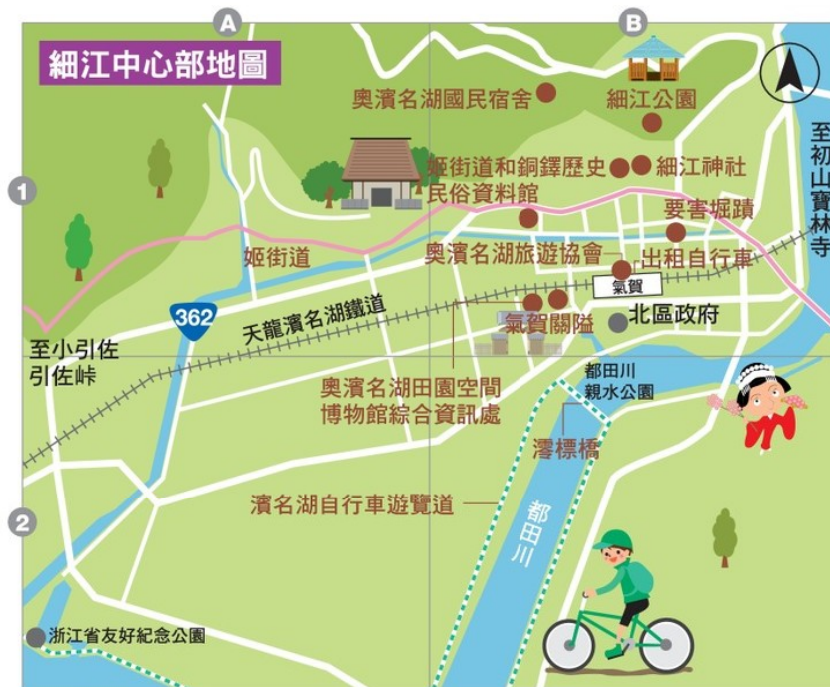 A
B
細江中心部地圖
奧濱名湖國民宿舍
細江公園
至初山寶林寺
1
姬街道和銅鐸歷史
民俗資料館
細江神社
要害堀蹟
姬街道
奧濱名湖旅遊協會
出租自行車
氣賀
362
天龍濱名湖鐵道
氣賀關隘
北區政府
至小引佐
引佐峠
奧濱名湖田園空間
博物館綜合資訊處
都田川
親水公園
澪標橋
2
濱名湖自行車遊覽道
都田川
浙江省友好紀念公園